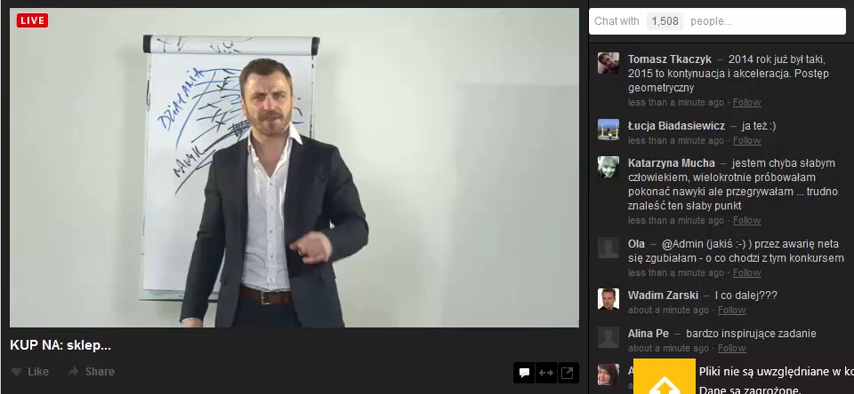 LIVE
DZIAŁANIA
NAWYK
KUP NA: sklep...
Like
Share
Chat with 1,508 people...
Tomasz Tkaczyk – 2014 rok już był taki,
2015 to kontynuacja i akceleracja. Postęp
geometryczny
less than a minute ago · Follow
Łucja Biadasiewicz – ja też :)
less than a minute ago · Follow
Katarzyna Mucha – jestem chyba słabym
człowiekiem, wielokrotnie próbowałam
pokonać nawyki ale przegrywałam ... trudno
znaleść ten słaby punkt
less than a minute ago · Follow
Ola – @Admin (jakiś :-) ) przez awarię neta
się zgubiałam - o co chodzi z tym konkursem
less than a minute ago · Follow
Wadim Zarski – I co dalej???
about a minute ago · Follow
Alina Pe – bardzo inspirujące zadanie
about a minute ago · Follow
Pliki nie są uwzględniane w ko
Dane są zagrożone.